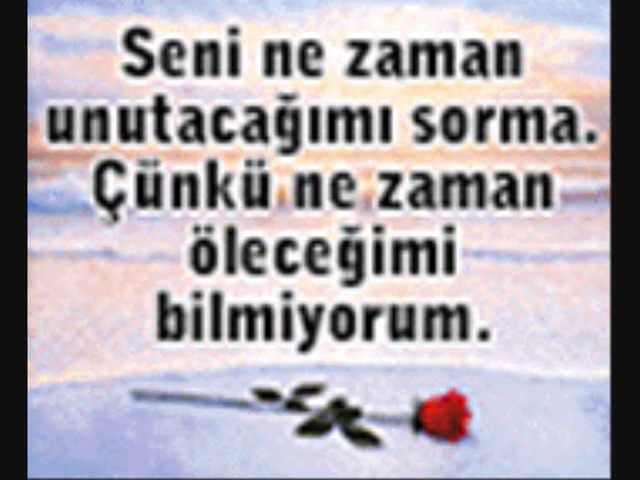 Seni ne zaman
unutacağımı sorma.
Çünkü ne zaman
öleceğimi
bilmiyorum.